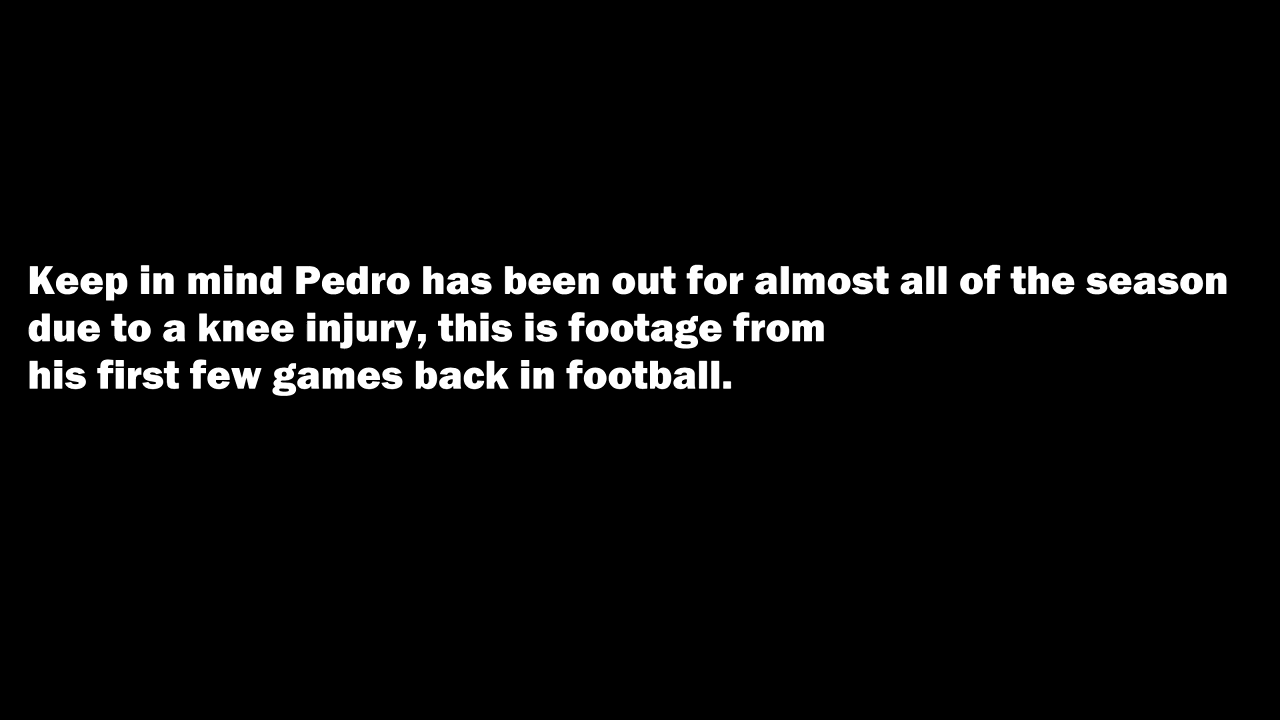 Keep in mind Pedro has been out for almost all of the season
due to a knee injury, this is footage from
his first few games back in football.